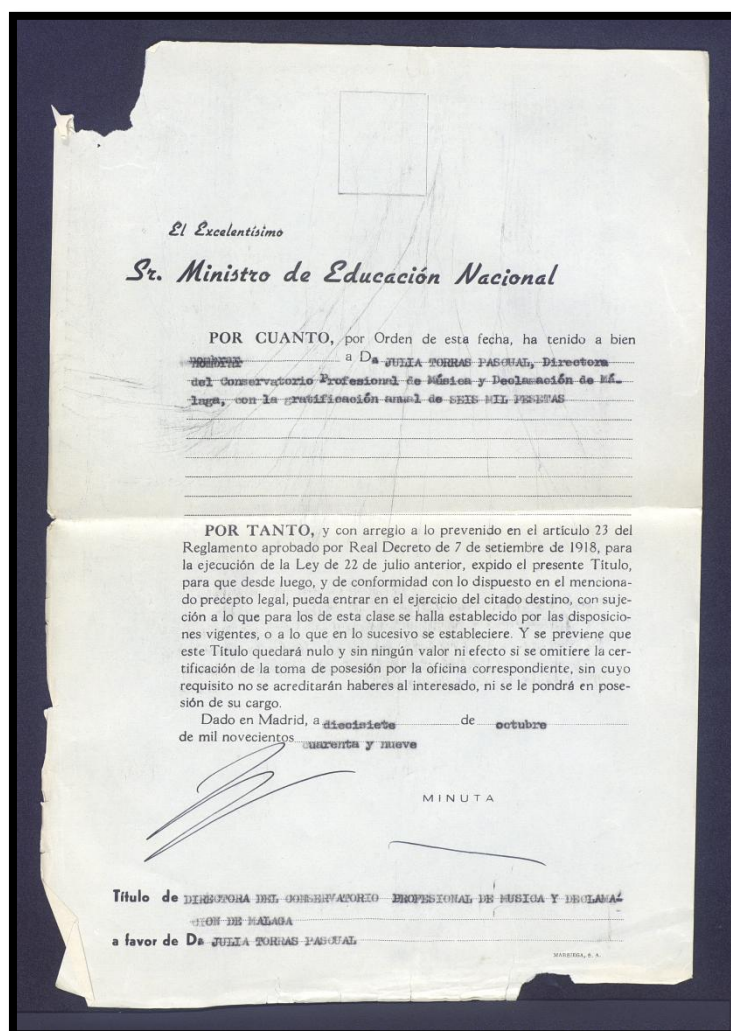 El Excelentísimo
Sr. Ministro de Educación Nacional
POR CUANTO, por Orden de esta fecha, ha tenido a bien
nombrar a Da JULIA TORRAS PASCUAL, Directora
del Conservatorio Profesional de Música y Declamación de Má-
laga, con la gratificación anual de SEIS MIL PESETAS
POR TANTO, y con arreglo a lo prevenido en el artículo 23 del
Reglamento aprobado por Real Decreto de 7 de setiembre de 1918, para
la ejecución de la Ley de 22 de julio anterior, expido el presente Título,
para que desde luego, y de conformidad con lo dispuesto en el menciona-
do precepto legal, pueda entrar en el ejercicio del citado destino, con suje-
ción a lo que para los de esta clase se halla establecido por las disposicio-
nes vigentes, o a lo que en lo sucesivo se estableciere. Y se previene que
este Título quedará nulo y sin ningún valor ni efecto si se omitiere la cer-
tificación de la toma de posesión por la oficina correspondiente, sin cuyo
requisito no se acreditarán haberes al interesado, ni se le pondrá en pose-
sión de su cargo.
Dado en Madrid, a diecisiete de octubre
de mil novecientos cuarenta y nueve
MINUTA
Título de DIRECTORA DEL CONSERVATORIO PROFESIONAL DE MUSICA Y DECLAMA-
CION DE MALAGA
a favor de Da JULIA TORRAS PASCUAL